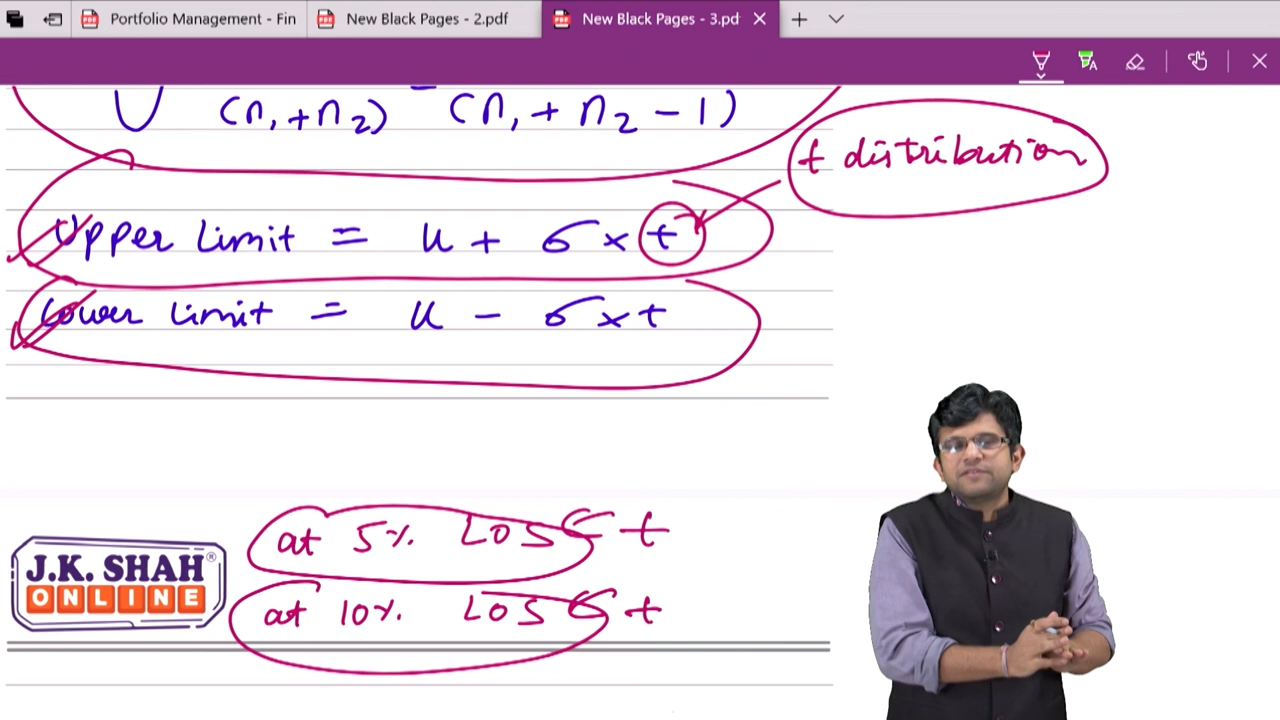 Portfolio Management - Fin
New Black Pages - 2.pdf
New Black Pages - 3.pd
(n₁+n₂)² (n₁+n₂-1)
t distribution
Upper Limit = u + σ x t
Lower Limit = u - σ x t
at 5% LOS t
at 10% LOS t
J.K. SHAH®
ONLINE